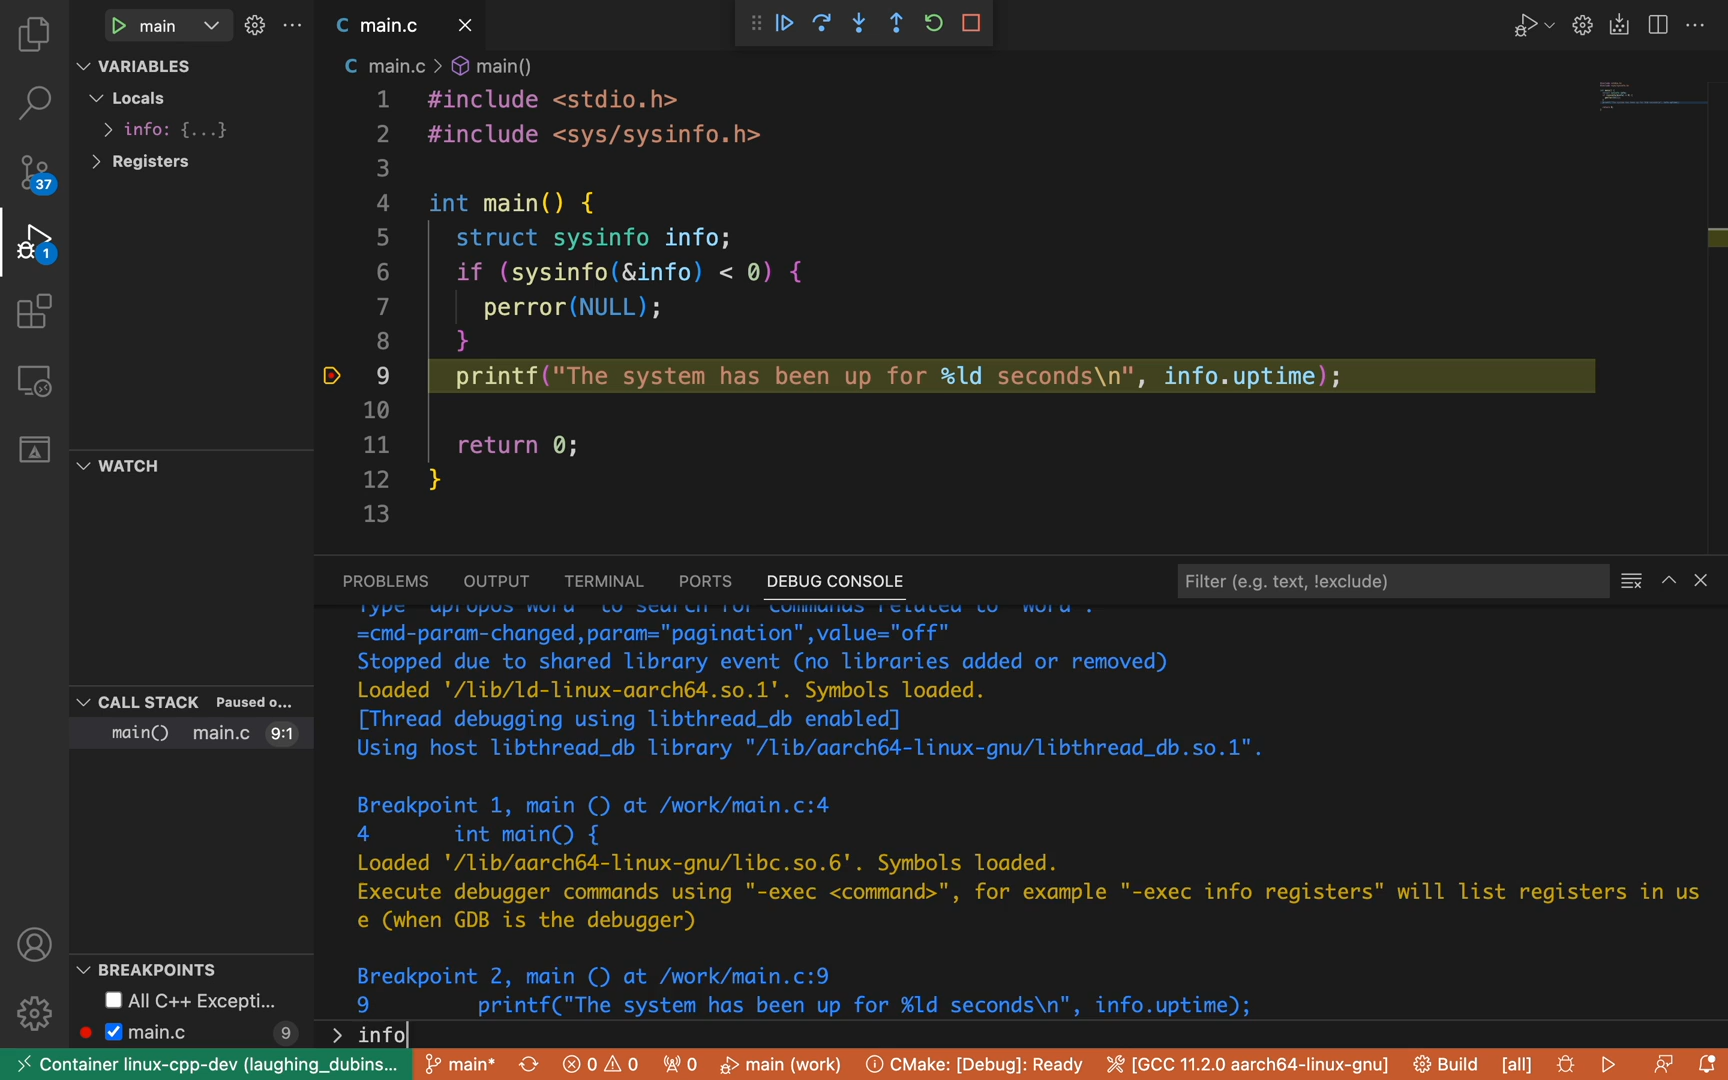 main
main.c
VARIABLES
Locals
info: {...}
Registers
37
1
WATCH
CALL STACK Paused o...
main() main.c 9:1
BREAKPOINTS
All C++ Excepti...
main.c 9
C main.c
C main.c > main()
1 #include <stdio.h>
2 #include <sys/sysinfo.h>
3
4 int main() {
5 struct sysinfo info;
6 if (sysinfo(&info) < 0) {
7 perror(NULL);
8 }
9 printf("The system has been up for %ld seconds\n", info.uptime);
10
11 return 0;
12 }
13
PROBLEMS OUTPUT TERMINAL PORTS DEBUG CONSOLE Filter (e.g. text, !exclude)
Type "apropos word" to search for commands related to "word".
=cmd-param-changed,param="pagination",value="off"
Stopped due to shared library event (no libraries added or removed)
Loaded '/lib/ld-linux-aarch64.so.1'. Symbols loaded.
[Thread debugging using libthread_db enabled]
Using host libthread_db library "/lib/aarch64-linux-gnu/libthread_db.so.1".
Breakpoint 1, main () at /work/main.c:4
4 int main() {
Loaded '/lib/aarch64-linux-gnu/libc.so.6'. Symbols loaded.
Execute debugger commands using "-exec <command>", for example "-exec info registers" will list registers in us
e (when GDB is the debugger)
Breakpoint 2, main () at /work/main.c:9
9 printf("The system has been up for %ld seconds\n", info.uptime);
> info
Container linux-cpp-dev (laughing_dubins... main* 0 0 0 main (work) CMake: [Debug]: Ready [GCC 11.2.0 aarch64-linux-gnu] Build [all]